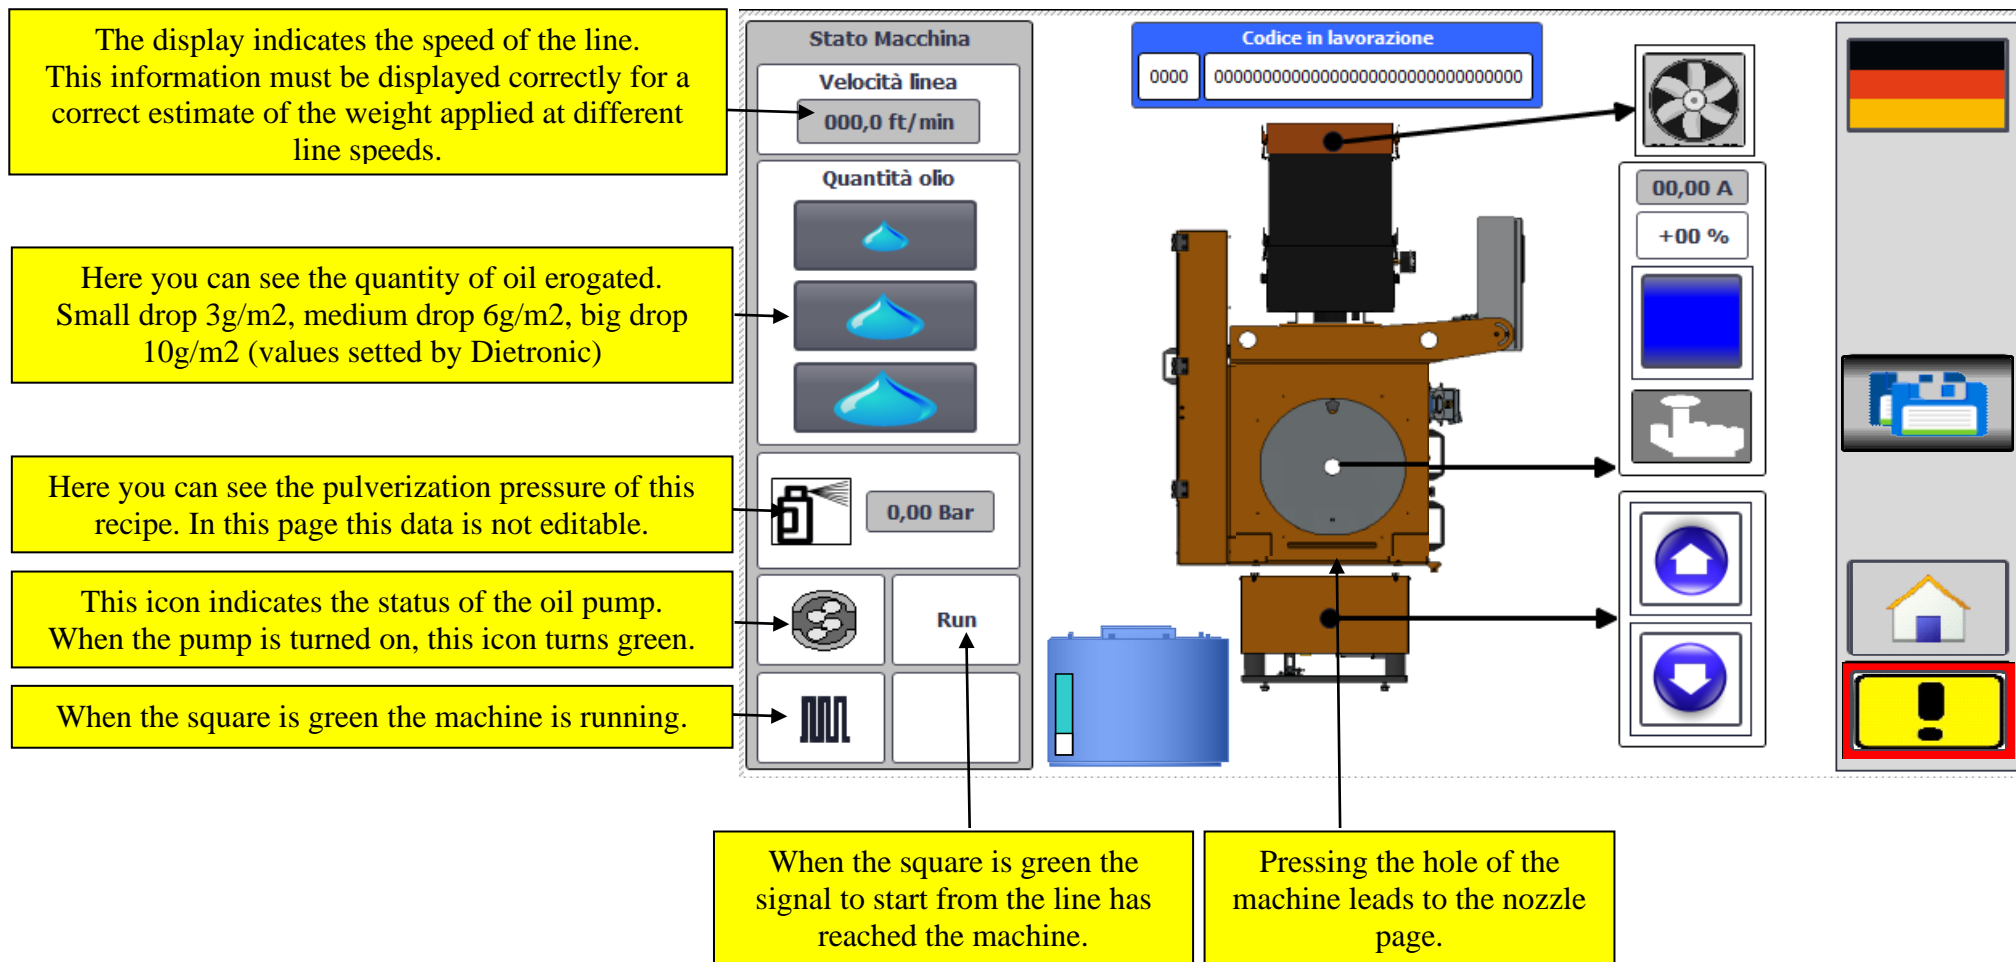 The display indicates the speed of the line.
This information must be displayed correctly for a
correct estimate of the weight applied at different
line speeds.
Here you can see the quantity of oil erogated.
Small drop 3g/m2, medium drop 6g/m2, big drop
10g/m2 (values setted by Dietronic)
Here you can see the pulverization pressure of this
recipe. In this page this data is not editable.
This icon indicates the status of the oil pump.
When the pump is turned on, this icon turns green.
When the square is green the machine is running.
Stato Macchina
Velocità linea
000,0 ft/min
Quantità olio
0,00 Bar
Run
Codice in lavorazione
0000 00000000000000000000000000000000
00,00 A
+00 %
When the square is green the
signal to start from the line has
reached the machine.
Pressing the hole of the
machine leads to the nozzle
page.